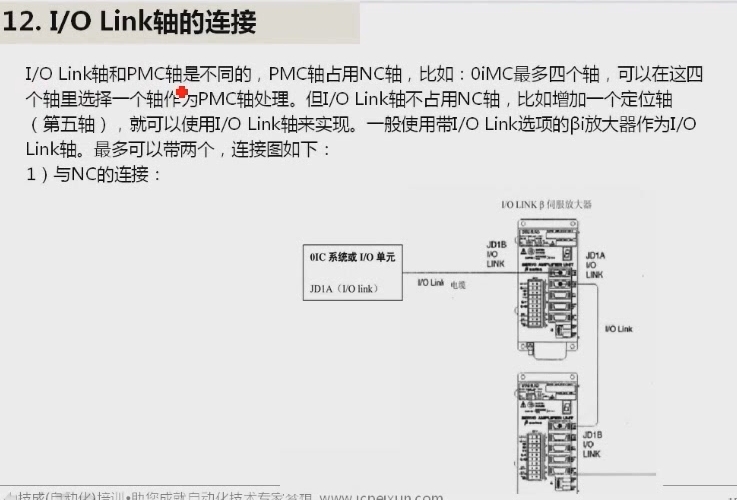 12. I/O Link轴的连接
I/O Link轴和PMC轴是不同的，PMC轴占用NC轴，比如：0iMC最多四个轴，可以在这四
个轴里选择一个轴作为PMC轴处理。但I/O Link轴不占用NC轴，比如增加一个定位轴
（第五轴），就可以使用I/O Link轴来实现。一般使用带I/O Link选项的βi放大器作为I/O
Link轴。最多可以带两个，连接图如下：
1）与NC的连接：
I/O LINK β 伺服放大器
0IC 系统或 I/O 单元
JD1A（I/O link）
I/O Link 电缆
JD1B
I/O
LINK
JD1A
I/O
LINK
I/O Link
JD1B
I/O
LINK